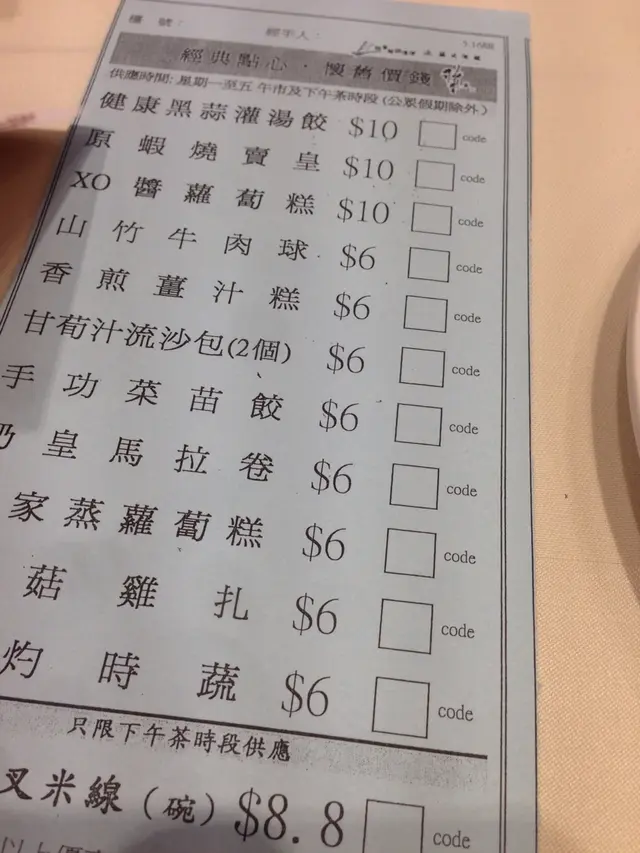 檯 號：
經手人：
經典點心．懷舊價錢
供應時間: 星期一至五 午市及下午茶時段 (公眾假期除外)
健康黑蒜灌湯餃 $10 code
原蝦燒賣皇 $10 code
XO 醬蘿蔔糕 $10 code
山竹牛肉球 $6 code
香煎薑汁糕 $6 code
甘荀汁流沙包(2個) $6 code
手功菜苗餃 $6 code
皇馬拉卷 $6 code
家蒸蘿蔔糕 $6 code
菇雞扎 $6 code
灼時蔬 $6 code
只限下午茶時段供應
叉米線（碗）$8.8 code